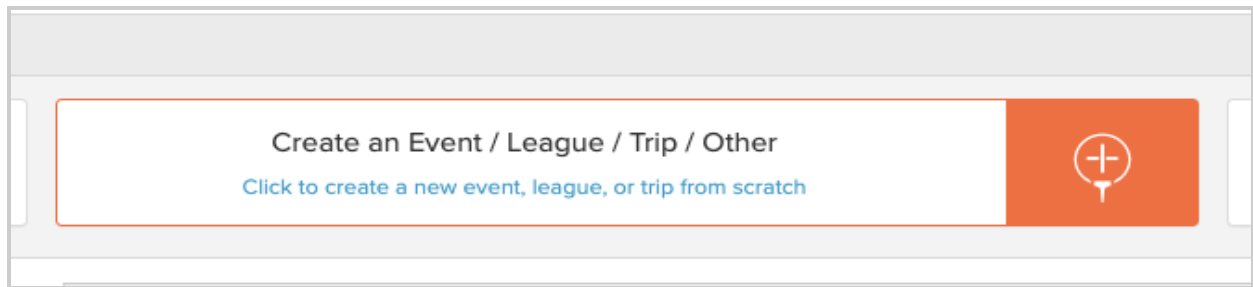 Create an Event / League / Trip / Other
Click to create a new event, league, or trip from scratch